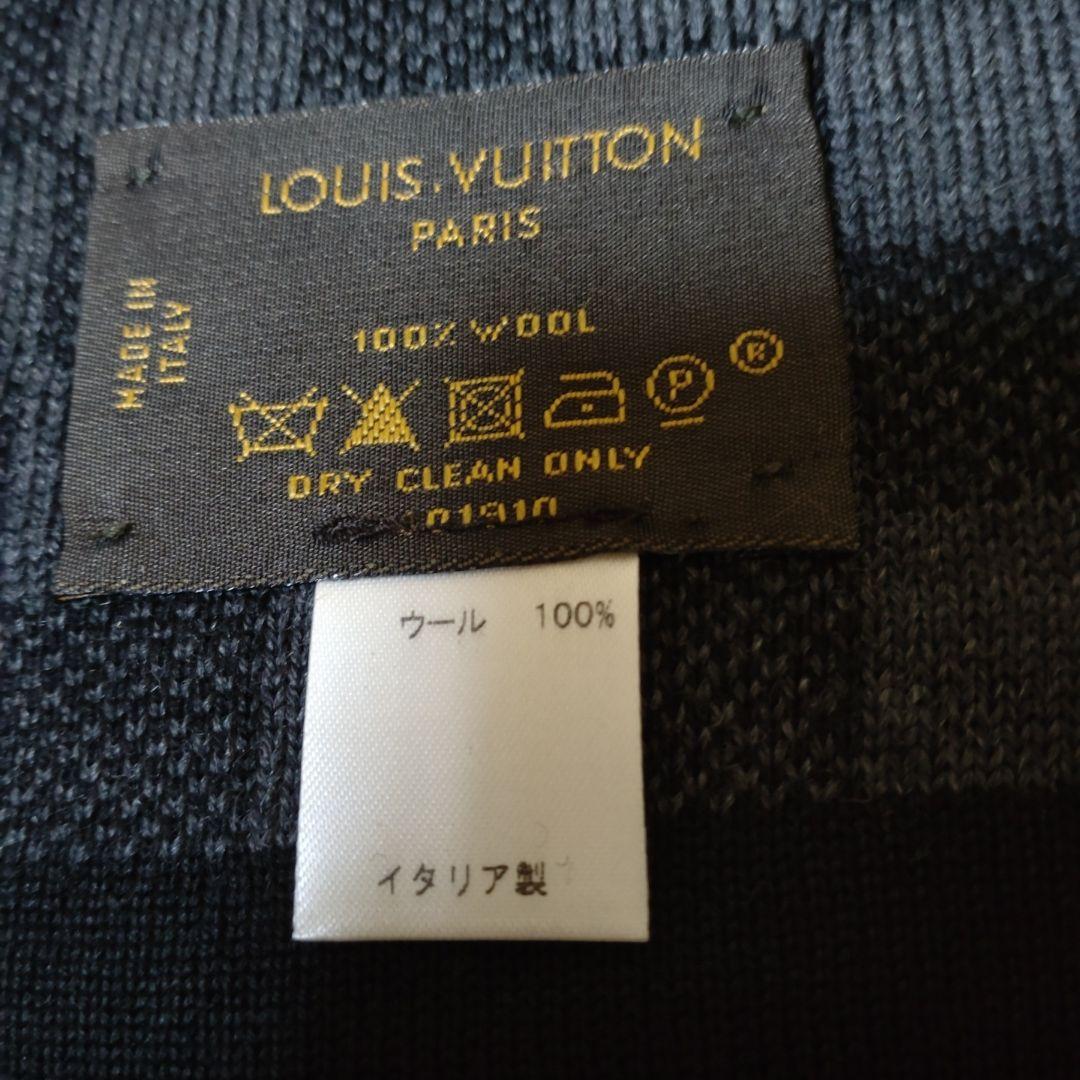 LOUIS VUITTON
PARIS
MADE IN
ITALY
100% WOOL
P ®
DRY CLEAN ONLY
ウール 100%
イタリア製